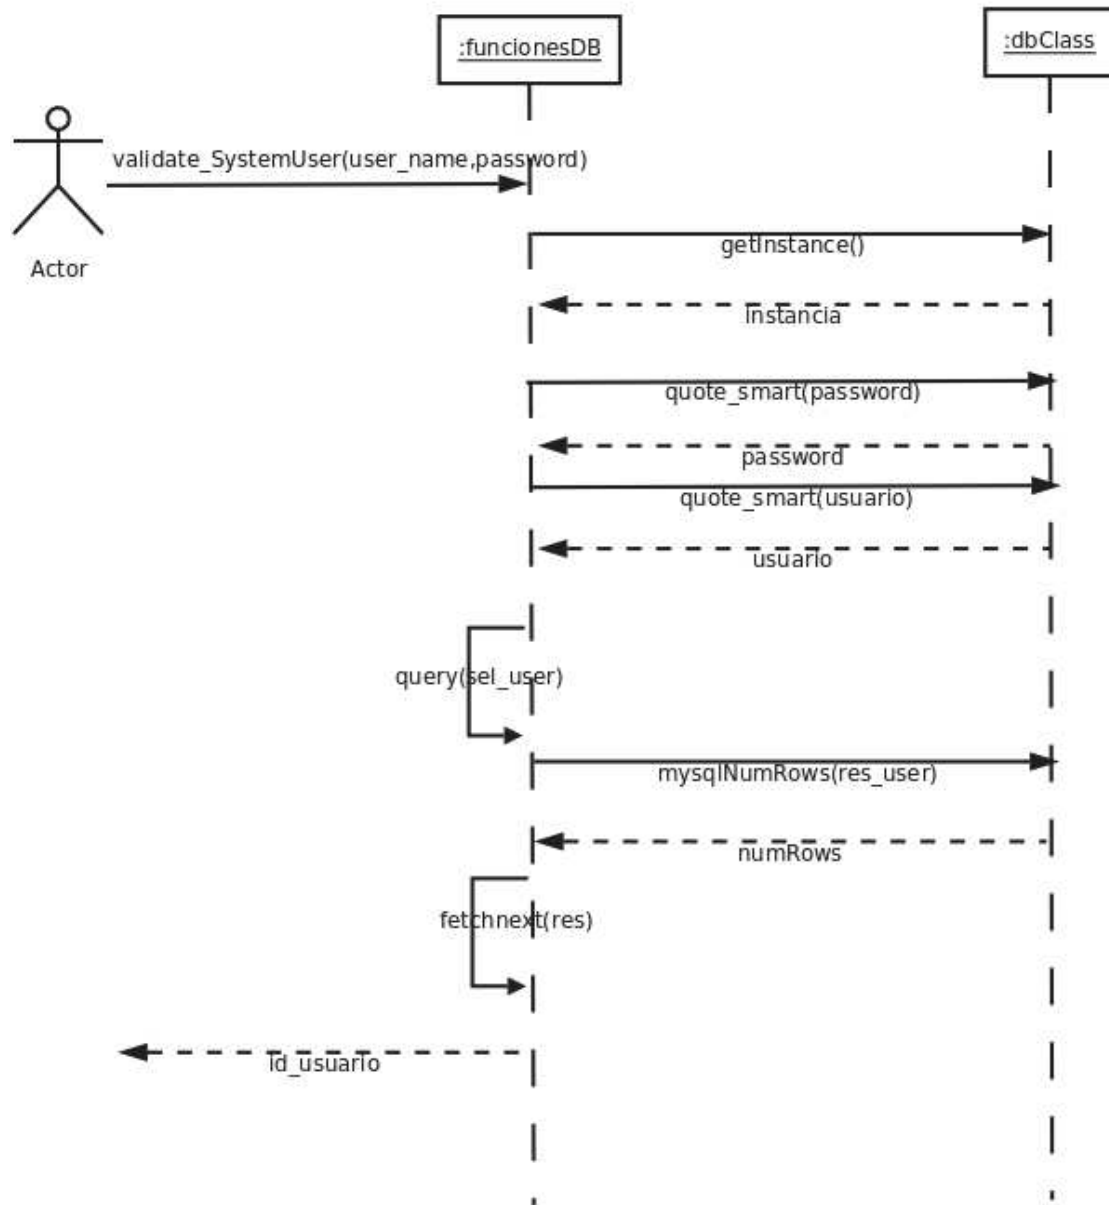 :funcionesDB
:dbClass
validate_SystemUser(user_name,password)
Actor
getInstance()
instancia
quote_smart(password)
password
quote_smart(usuario)
usuario
query(sel_user)
mysqlNumRows(res_user)
numRows
fetchnext(res)
id_usuario